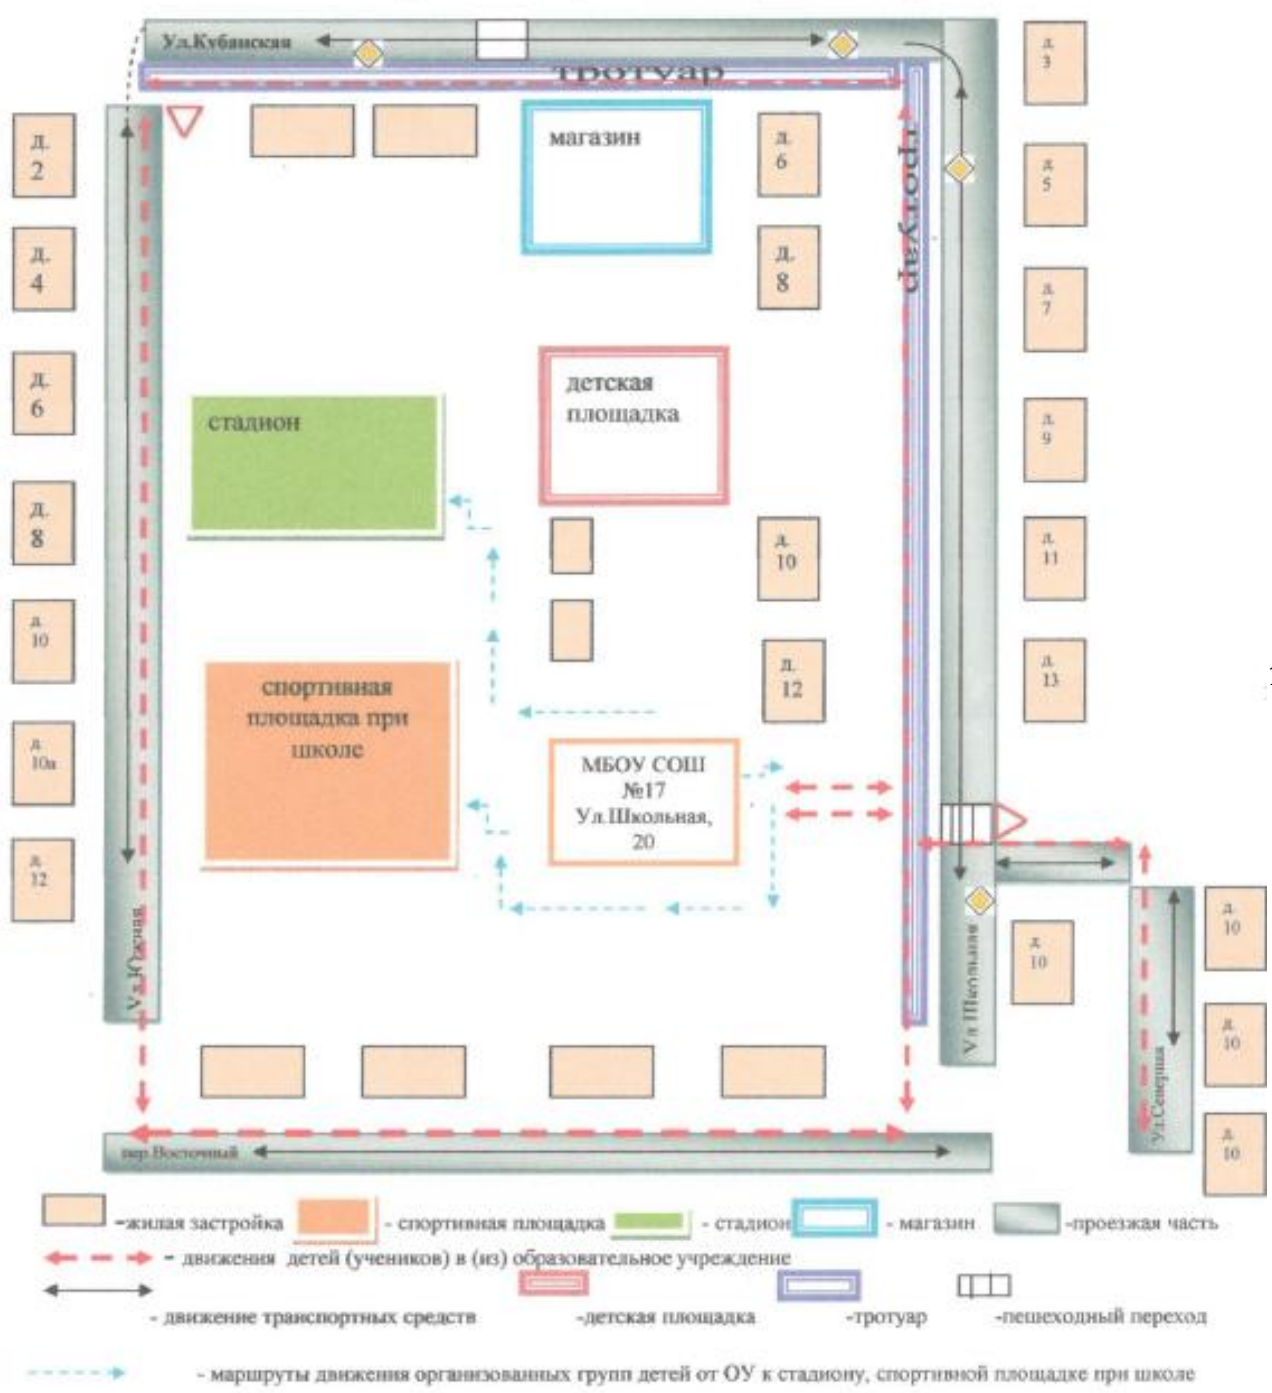 Ул.Кубанская
тротуар
тротуар
д.
3
д.
2
магазин
д.
6
д.
5
д.
4
д.
8
д.
7
д.
6
стадион
детская
площадка
д.
9
д.
8
д.
10
д.
11
д.
10
д.
12
д.
13
спортивная
площадка при
школе
д.
10а
МБОУ СОШ
№17
Ул.Школьная,
20
д.
12
Ул.Южная
Ул Школьная
д.
10
д.
10
д.
10
Ул.Северная
д.
10
пер.Восточный
-жилая застройка
- спортивная площадка
- стадион
- магазин
-проезжая часть
- движения детей (учеников) в (из) образовательное учреждение
- движение транспортных средств
-детская площадка
-тротуар
-пешеходный переход
- маршруты движения организованных групп детей от ОУ к стадиону, спортивной площадке при школе